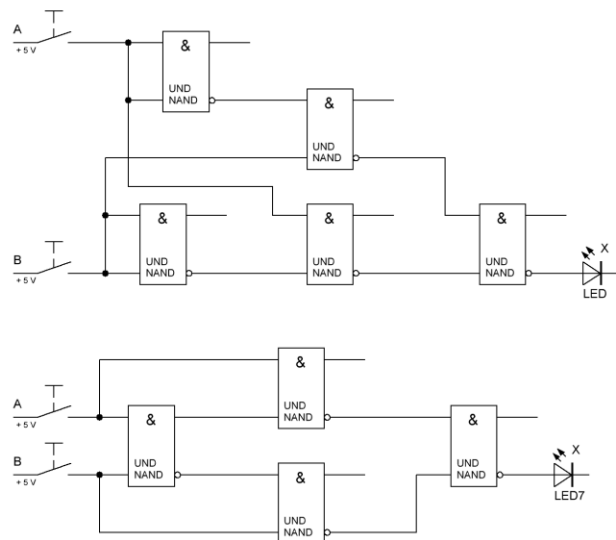 A
+ 5 V
&
UND
NAND
&
UND
NAND
&
UND
NAND
&
UND
NAND
&
UND
NAND
B
+ 5 V
X
LED
A
+ 5 V
&
UND
NAND
&
UND
NAND
&
UND
NAND
B
+ 5 V
&
UND
NAND
X
LED7